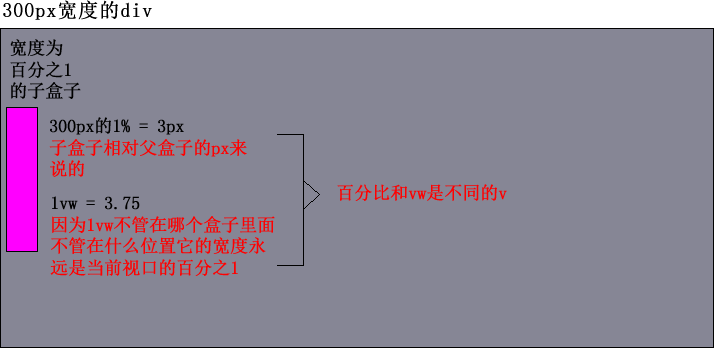 300px宽度的div
宽度为
百分之1
的子盒子
300px的1% = 3px
子盒子相对父盒子的px来
说的
1vw = 3.75
因为1vw不管在哪个盒子里面
不管在什么位置它的宽度永
远是当前视口的百分之1
百分比和vw是不同的v